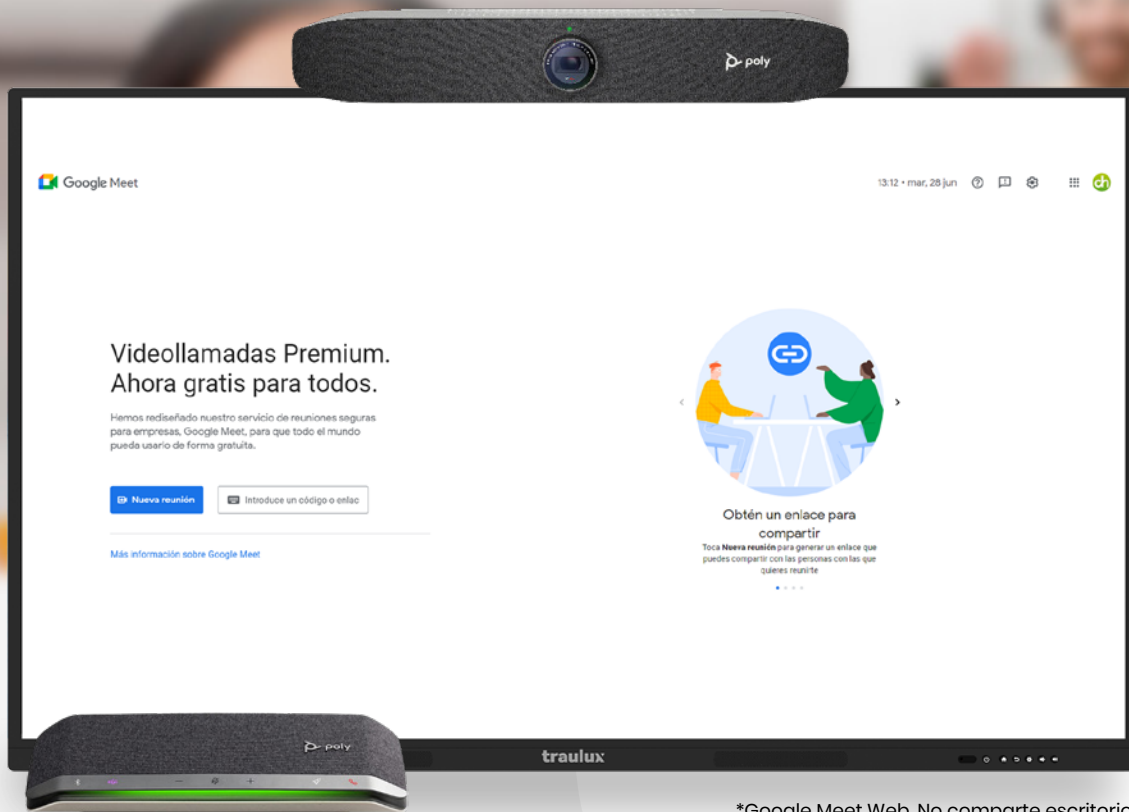 poly
Google Meet
13:12 • mar, 28 jun
dh
Videollamadas Premium.
Ahora gratis para todos.
Hemos rediseñado nuestro servicio de reuniones seguras
para empresas, Google Meet, para que todo el mundo
pueda usarlo de forma gratuita.
Nueva reunión
Introduce un código o enlac
Más información sobre Google Meet
Obtén un enlace para
compartir
Toca Nueva reunión para generar un enlace que
puedes compartir con las personas con las que
quieres reunirte
poly
traulux
*Google Meet Web. No comparte escritorio